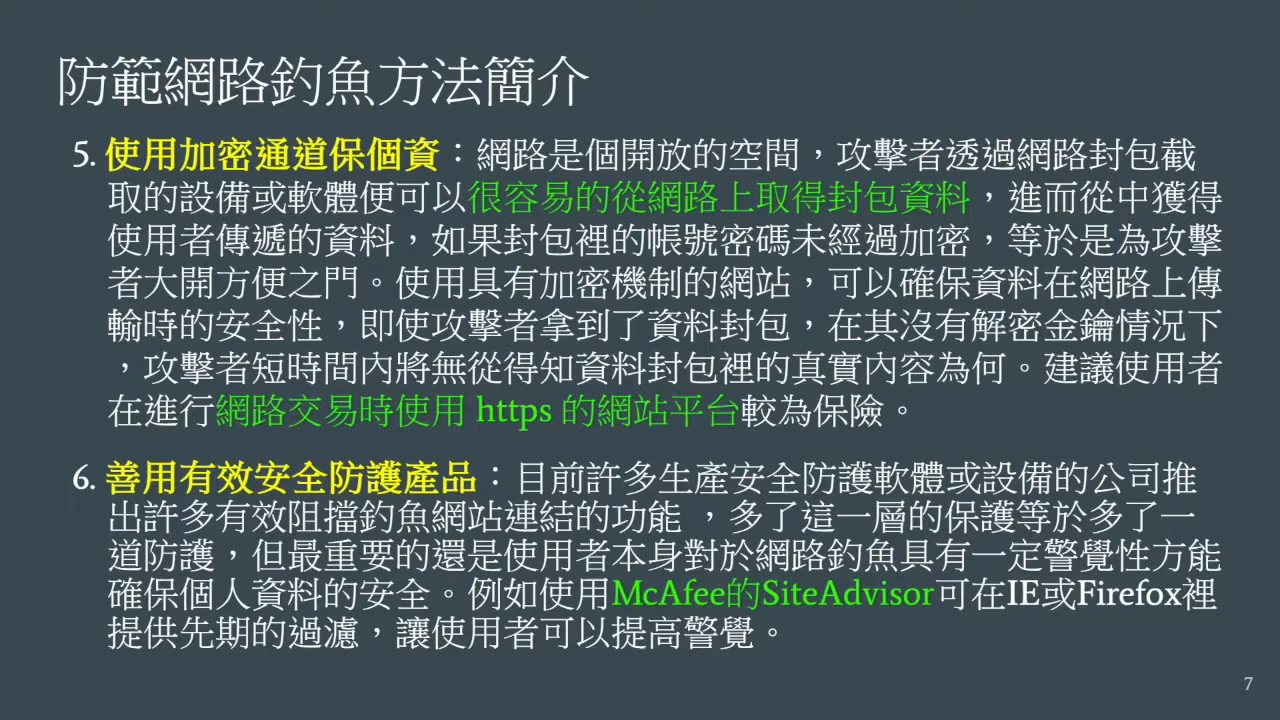 防範網路釣魚方法簡介
5. 使用加密通道保個資：網路是個開放的空間，攻擊者透過網路封包截
取的設備或軟體便可以很容易的從網路上取得封包資料，進而從中獲得
使用者傳遞的資料，如果封包裡的帳號密碼未經過加密，等於是為攻擊
者大開方便之門。使用具有加密機制的網站，可以確保資料在網路上傳
輸時的安全性，即使攻擊者拿到了資料封包，在其沒有解密金鑰情況下
，攻擊者短時間內將無從得知資料封包裡的真實內容為何。建議使用者
在進行網路交易時使用 https 的網站平台較為保險。
6. 善用有效安全防護產品：目前許多生產安全防護軟體或設備的公司推
出許多有效阻擋釣魚網站連結的功能 ，多了這一層的保護等於多了一
道防護，但最重要的還是使用者本身對於網路釣魚具有一定警覺性方能
確保個人資料的安全。例如使用McAfee的SiteAdvisor可在IE或Firefox裡
提供先期的過濾，讓使用者可以提高警覺。
7